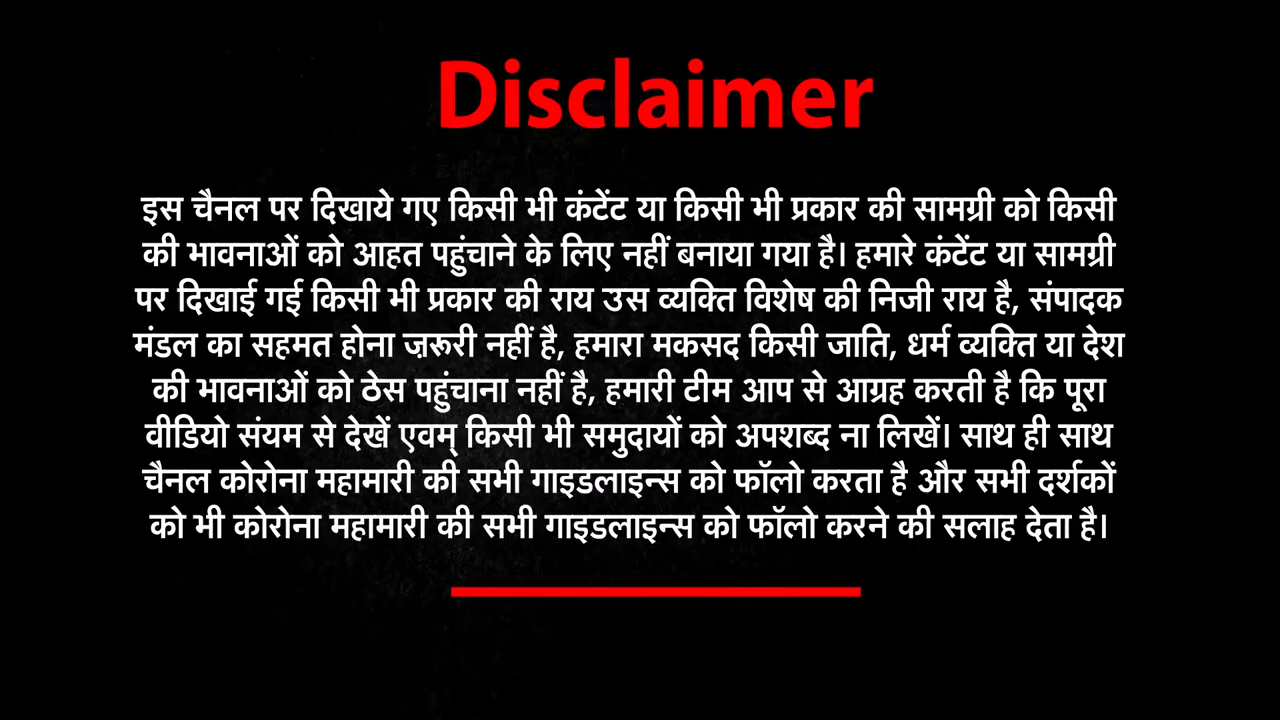 Disclaimer
इस चैनल पर दिखाये गए किसी भी कंटेंट या किसी भी प्रकार की सामग्री को किसी
की भावनाओं को आहत पहुंचाने के लिए नहीं बनाया गया है। हमारे कंटेंट या सामग्री
पर दिखाई गई किसी भी प्रकार की राय उस व्यक्ति विशेष की निजी राय है, संपादक
मंडल का सहमत होना ज़रूरी नहीं है, हमारा मकसद किसी जाति, धर्म व्यक्ति या देश
की भावनाओं को ठेस पहुंचाना नहीं है, हमारी टीम आप से आग्रह करती है कि पूरा
वीडियो संयम से देखें एवम् किसी भी समुदायों को अपशब्द ना लिखें। साथ ही साथ
चैनल कोरोना महामारी की सभी गाइडलाइन्स को फॉलो करता है और सभी दर्शकों
को भी कोरोना महामारी की सभी गाइडलाइन्स को फॉलो करने की सलाह देता है।